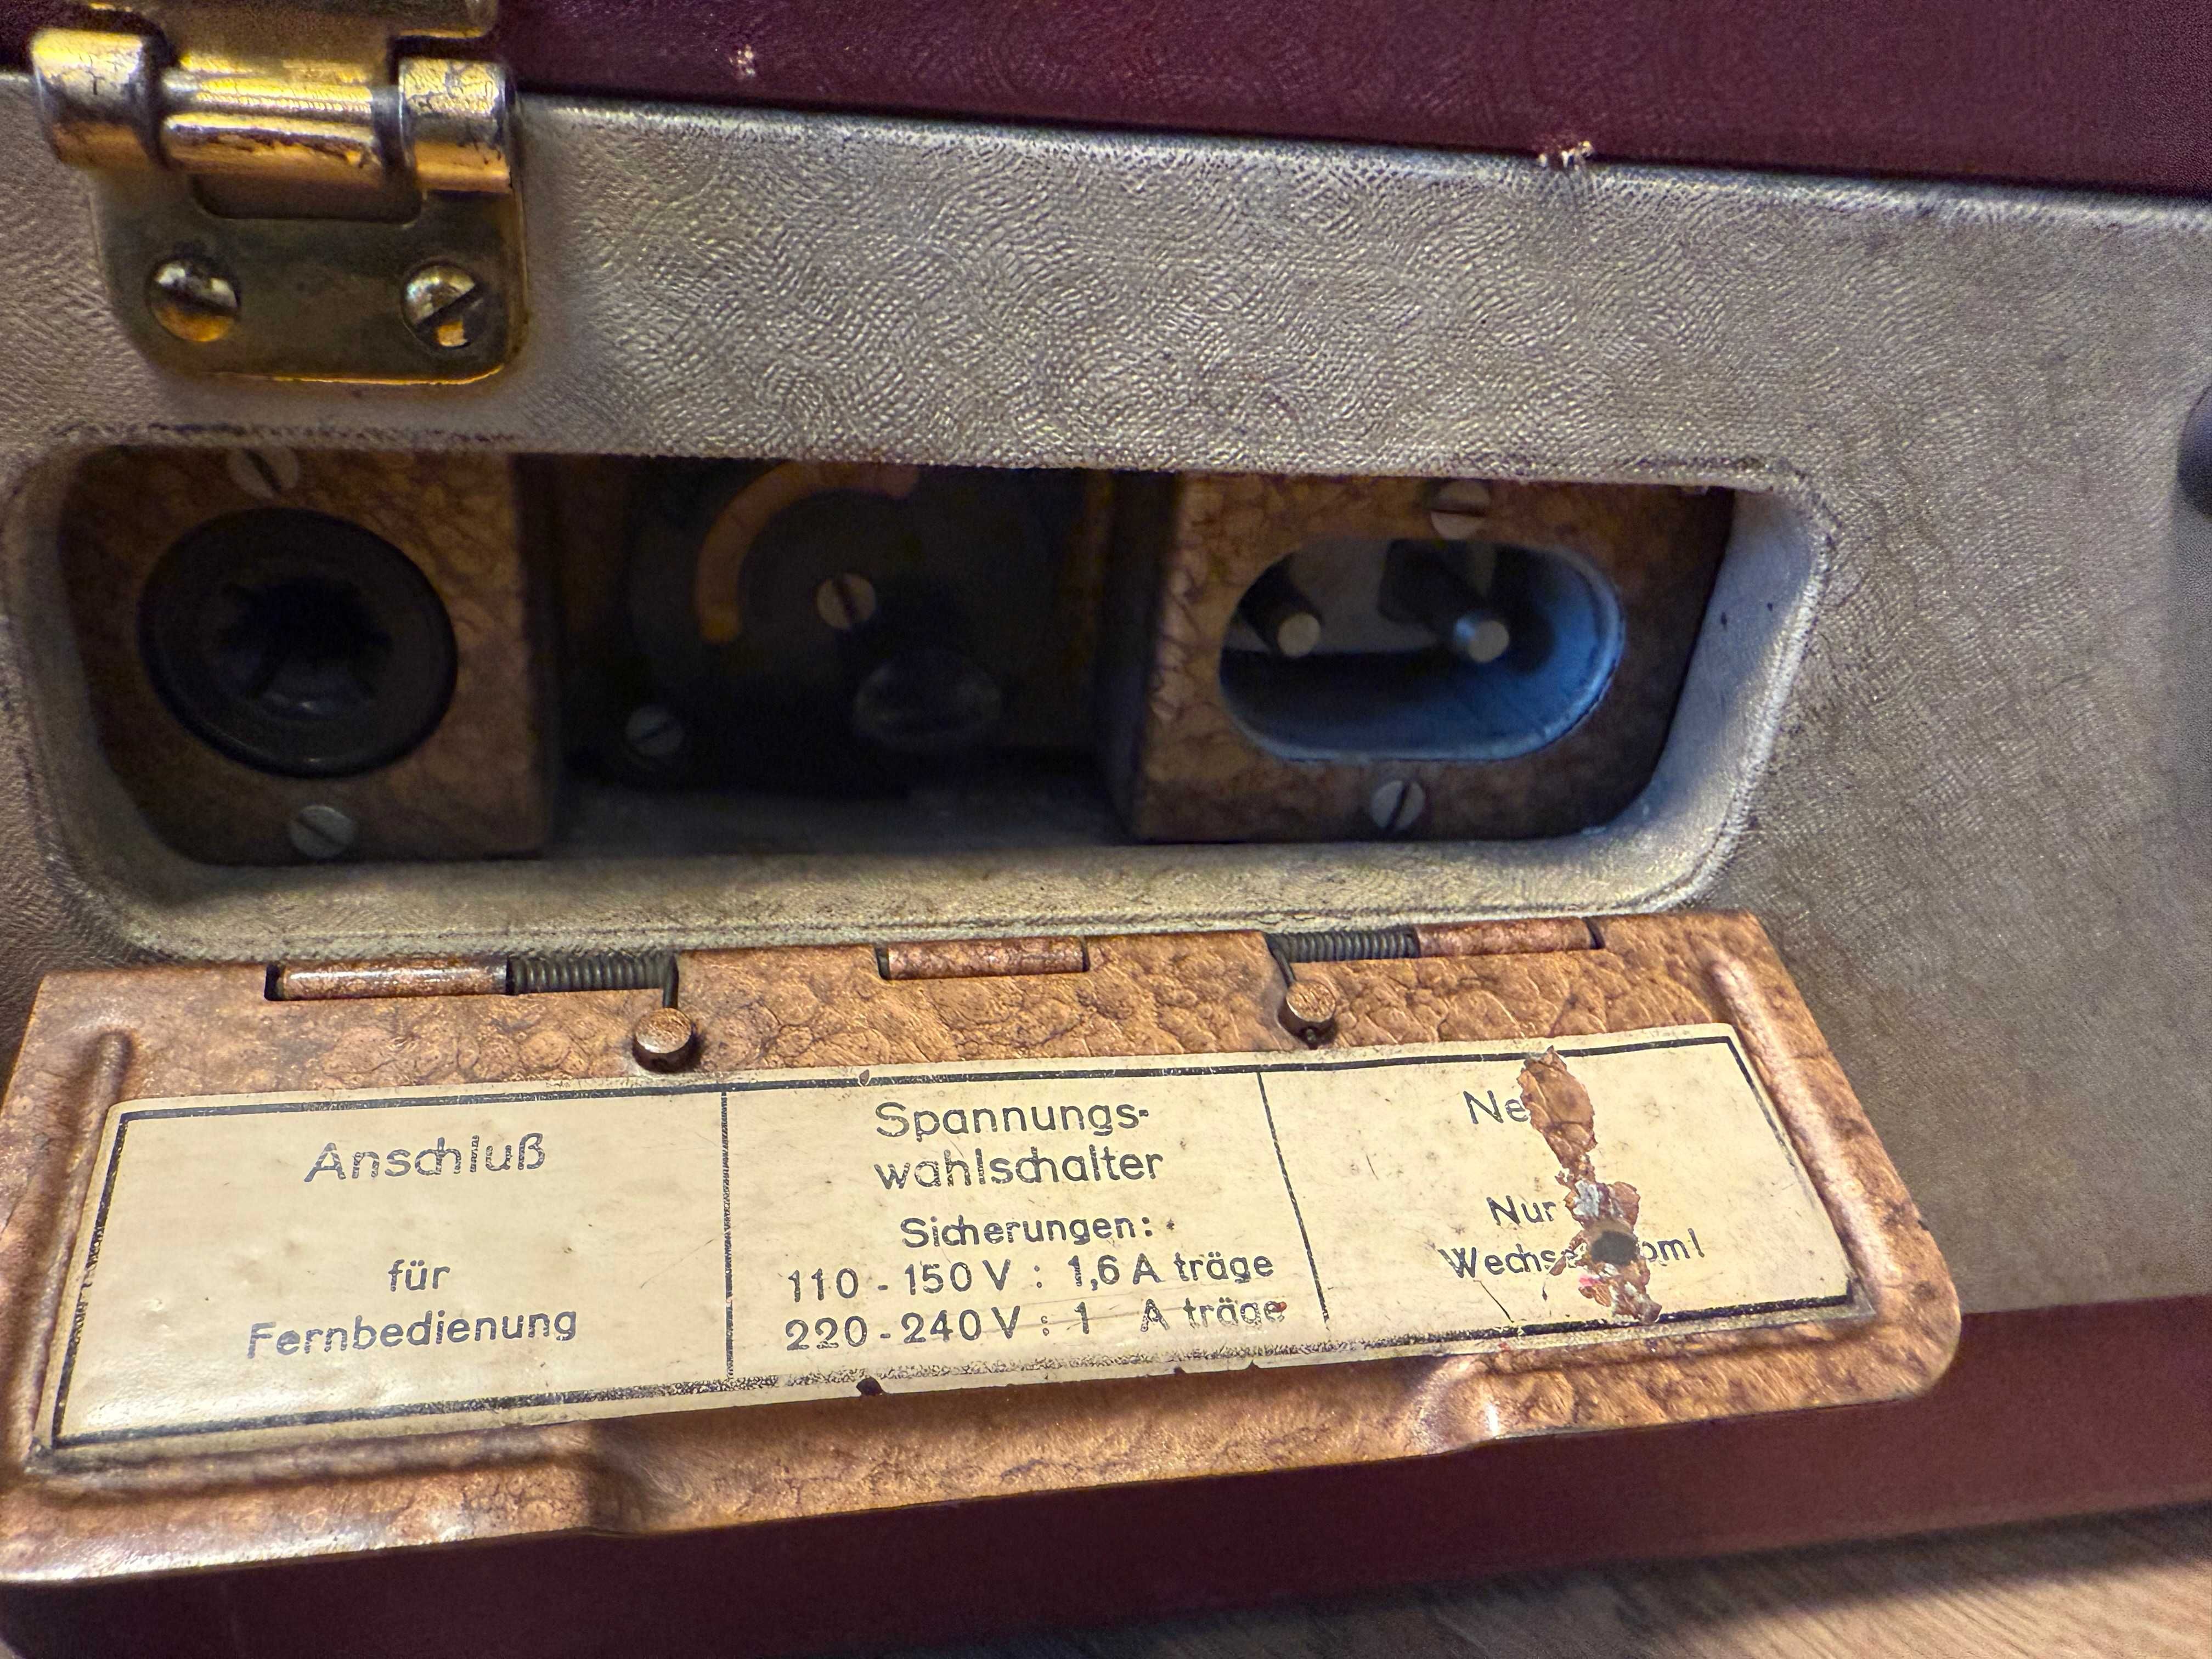 Anschluß
für
Fernbedienung
Spannungs-
wahlschalter
Sicherungen:
110 - 150 V : 1,6 A träge
220 - 240 V : 1 A träge
Nur